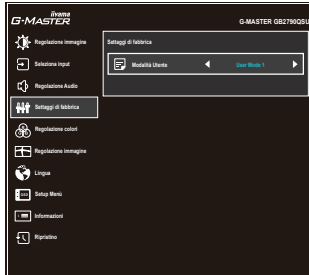 iiyama
G-MASTER
G-MASTER GB2790QSU
Regolazione immagine
Seleziona input
Regolazione Audio
Settaggi di fabbrica
Regolazione colori
Regolazione immagine
Lingua
Setup Menù
Informazioni
Ripristino
Settaggi di fabbrica
Modalità Utente
User Mode 1